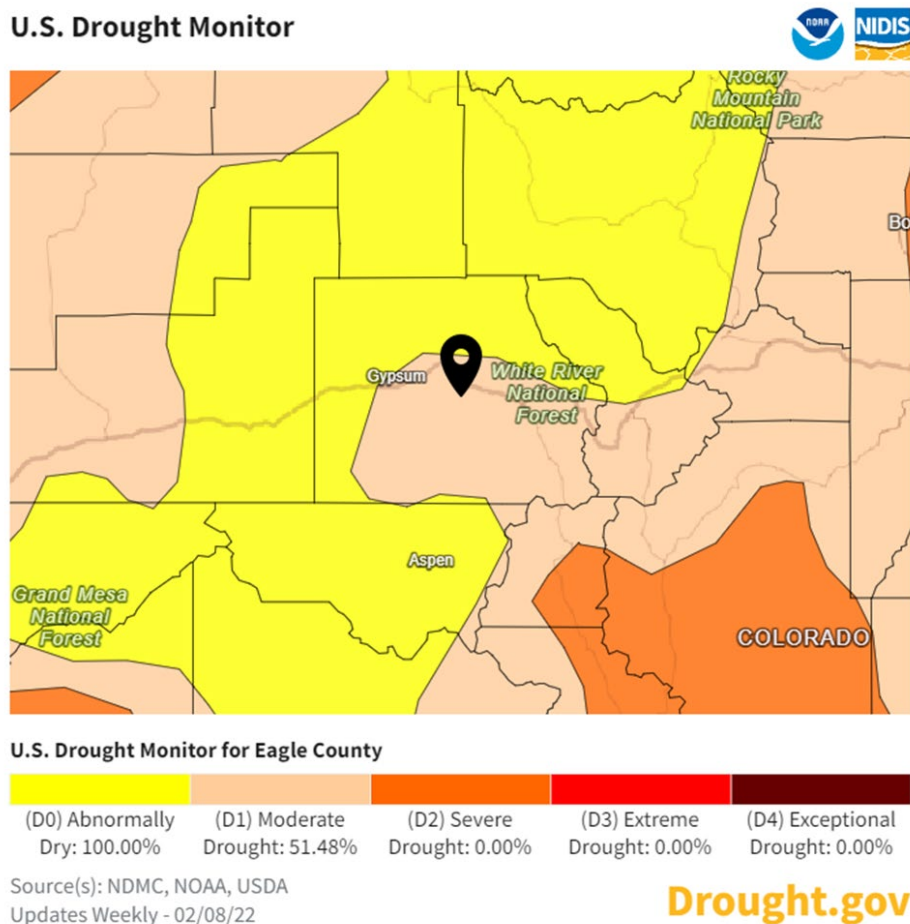 U.S. Drought Monitor
NOAA
NIDIS
Rocky
Mountain
National Park
Bo
Gypsum
White River
National
Forest
Aspen
Grand Mesa
National
Forest
COLORADO
U.S. Drought Monitor for Eagle County
(D0) Abnormally
Dry: 100.00%
(D1) Moderate
Drought: 51.48%
(D2) Severe
Drought: 0.00%
(D3) Extreme
Drought: 0.00%
(D4) Exceptional
Drought: 0.00%
Source(s): NDMC, NOAA, USDA
Updates Weekly - 02/08/22
Drought.gov